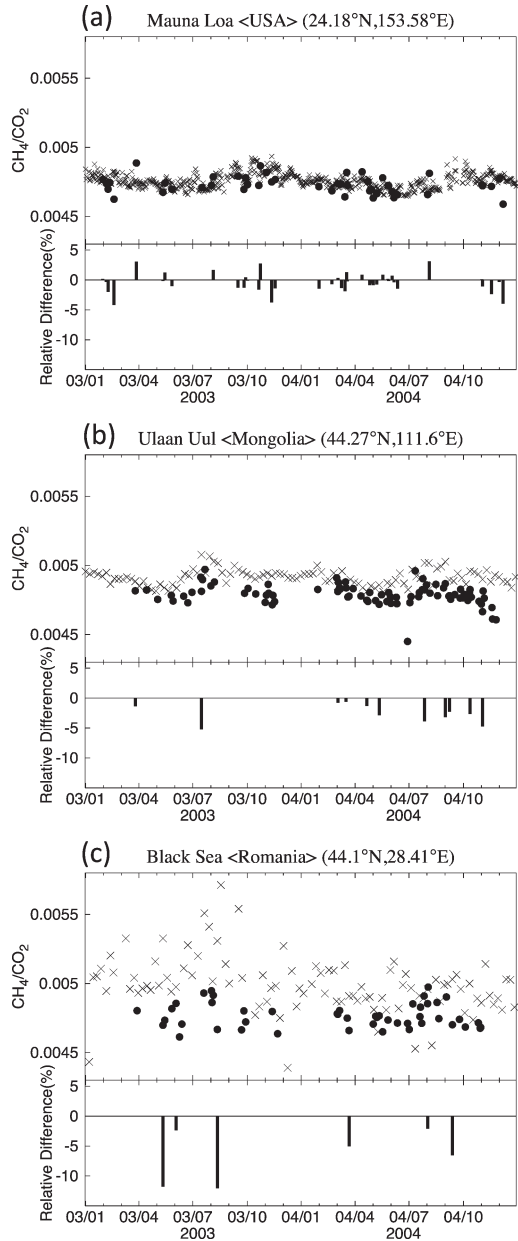 (a) Mauna Loa <USA> (24.18°N,153.58°E)
0.0055
0.005
0.0045
CH4/CO2
5
0
-5
-10
Relative Difference(%)
03/01 03/04 03/07 03/10 04/01 04/04 04/07 04/10
2003 2004
(b) Ulaan Uul <Mongolia> (44.27°N,111.6°E)
0.0055
0.005
0.0045
CH4/CO2
5
0
-5
-10
Relative Difference(%)
03/01 03/04 03/07 03/10 04/01 04/04 04/07 04/10
2003 2004
(c) Black Sea <Romania> (44.1°N,28.41°E)
0.0055
0.005
0.0045
CH4/CO2
5
0
-5
-10
Relative Difference(%)
03/01 03/04 03/07 03/10 04/01 04/04 04/07 04/10
2003 2004